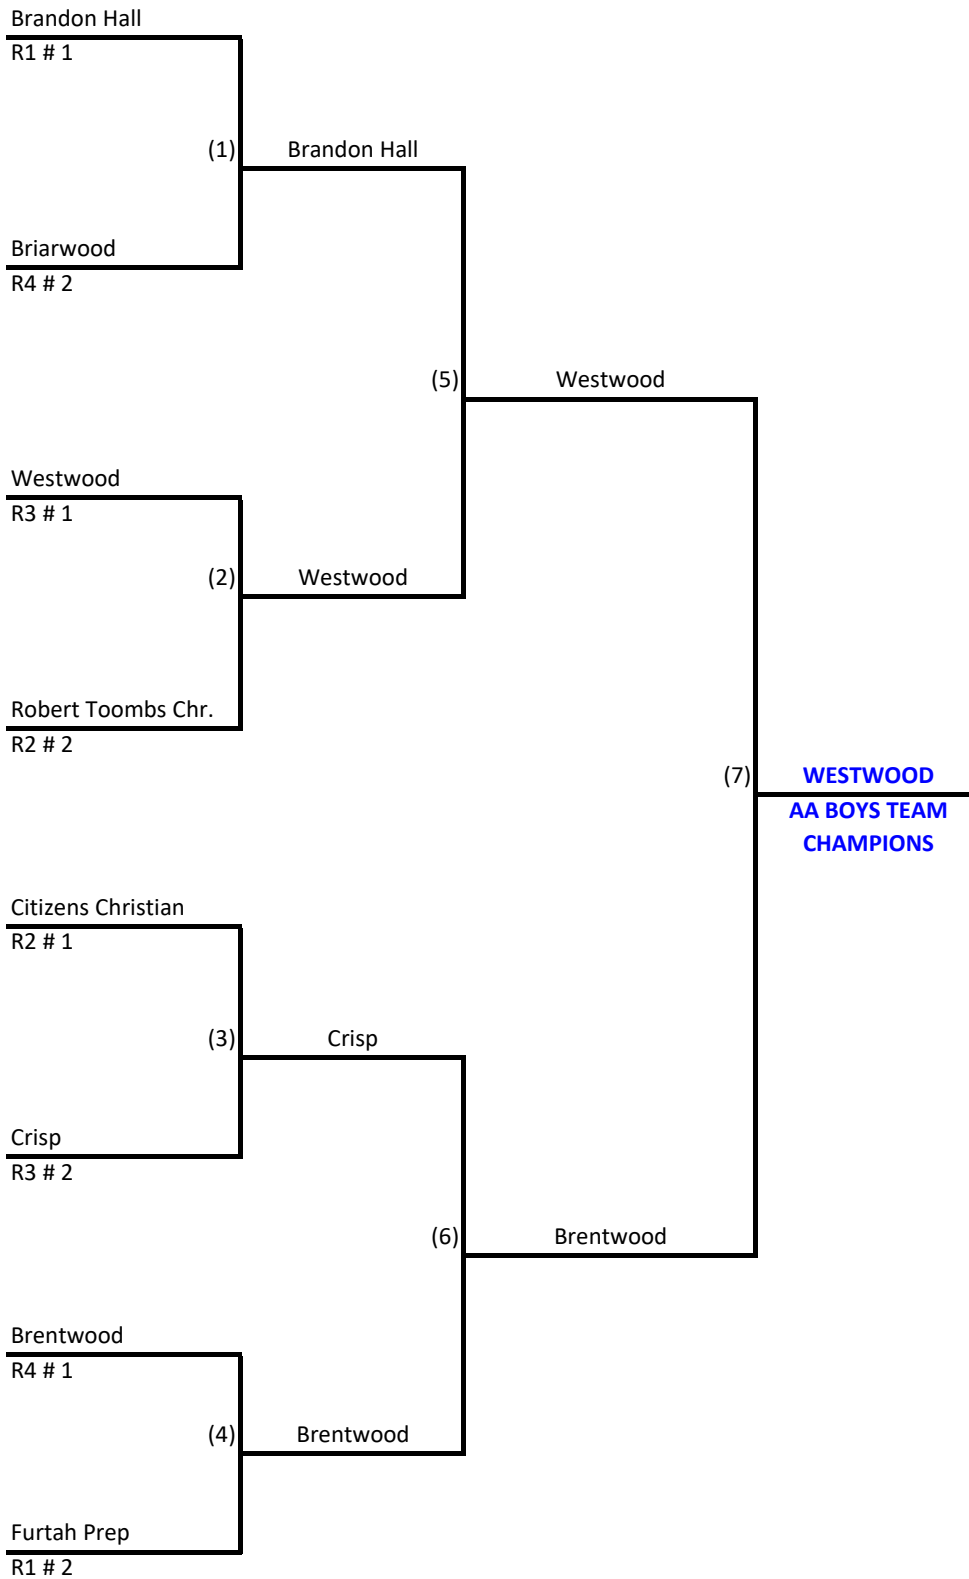 Brandon Hall
R1 # 1
(1)
Brandon Hall
Briarwood
R4 # 2
(5)
Westwood
Westwood
R3 # 1
(2)
Westwood
Robert Toombs Chr.
R2 # 2
(7)
WESTWOOD
AA BOYS TEAM
CHAMPIONS
Citizens Christian
R2 # 1
(3)
Crisp
Crisp
R3 # 2
(6)
Brentwood
Brentwood
R4 # 1
(4)
Brentwood
Furtah Prep
R1 # 2